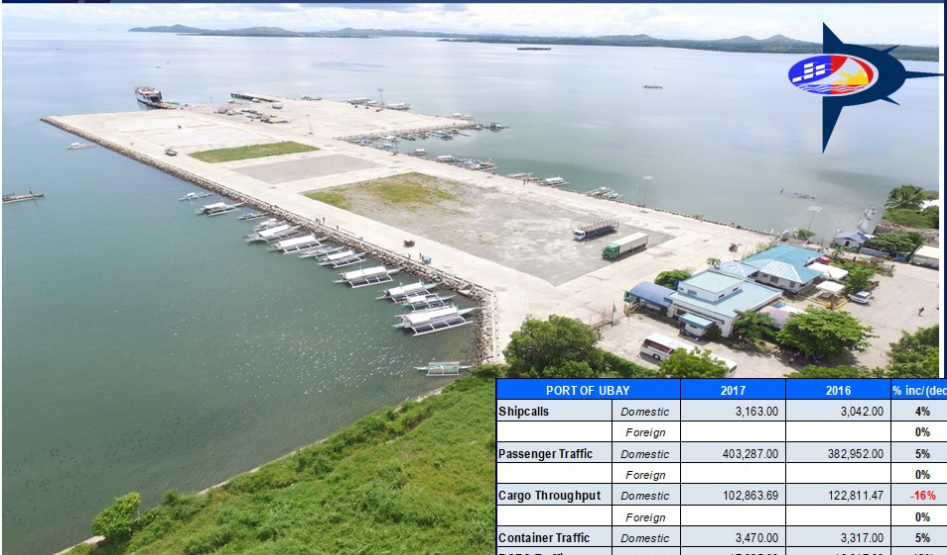 PORT OF UBAY 2017 2016 % inc/(dec
Shipcalls Domestic 3,163.00 3,042.00 4%
Foreign 0%
Passenger Traffic Domestic 403,287.00 382,952.00 5%
Foreign 0%
Cargo Throughput Domestic 102,863.69 122,811.47 -16%
Foreign 0%
Container Traffic Domestic 3,470.00 3,317.00 5%